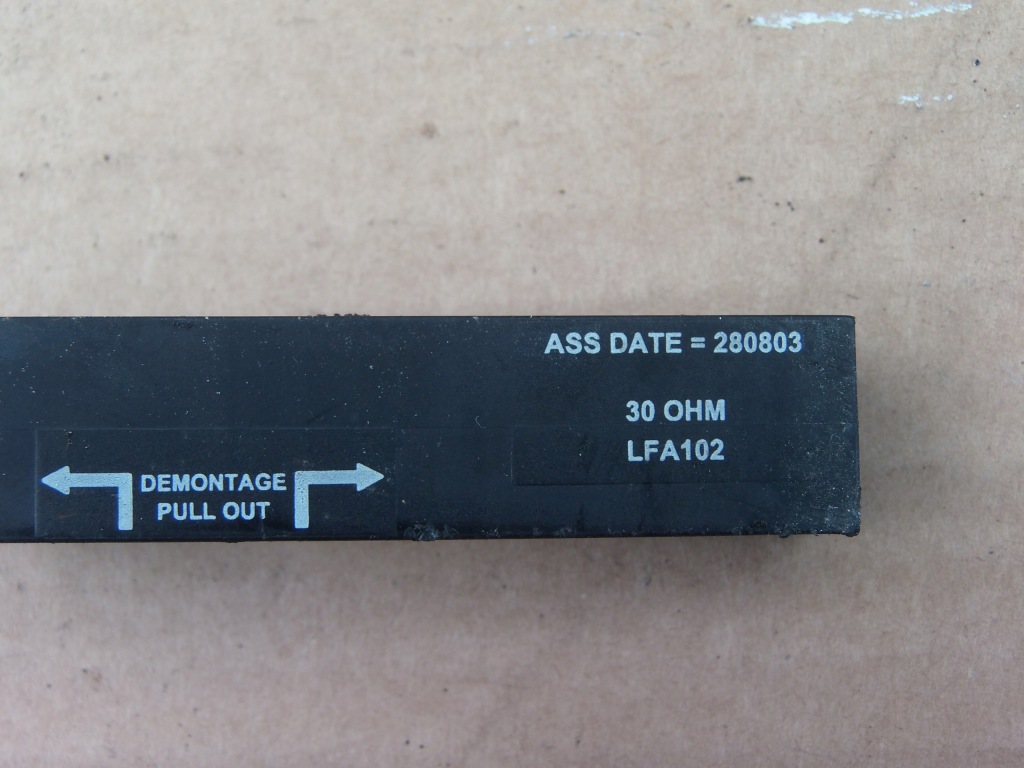 ASS DATE = 280803
30 OHM
LFA102
DEMONTAGE
PULL OUT